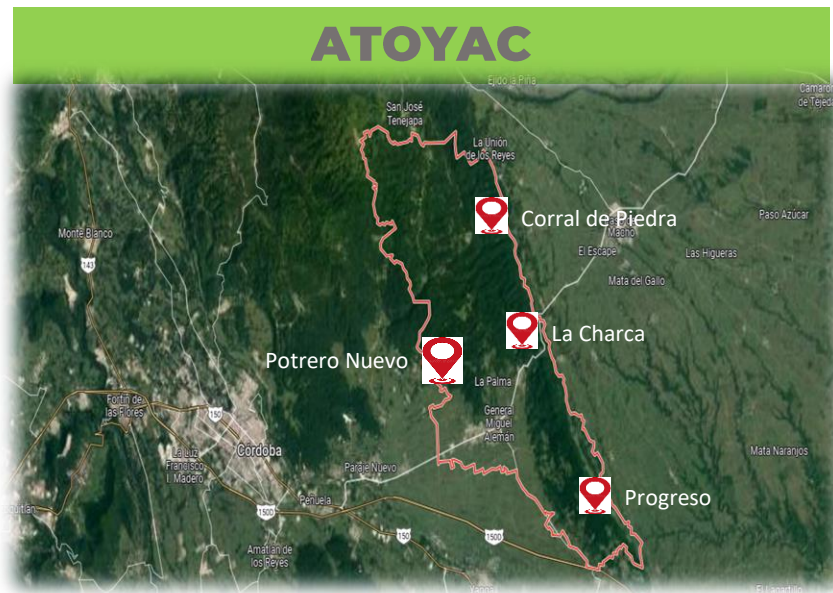 ATOYAC
Ejido la Piña
San José
Tenejapa
La Unión
de los Reyes
Corral de Piedra
Macho
Paso Azúcar
El Escape
Las Higueras
Monte Blanco
143
Mata del Gallo
La Charca
Potrero Nuevo
La Palma
Fortín de
las Flores
150
General
Miguel
Alemán
Córdoba
La Luz
Francisco
I. Madero
Paraje Nuevo
Mata Naranjos
Peñuela
Progreso
150D
150
150D
Amatlán de
los Reyes